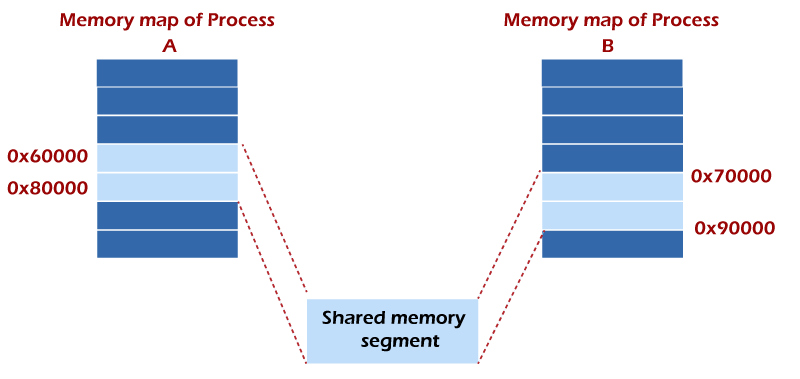 Memory map of Process
A
Memory map of Process
B
0x60000
0x80000
0x70000
0x90000
Shared memory
segment